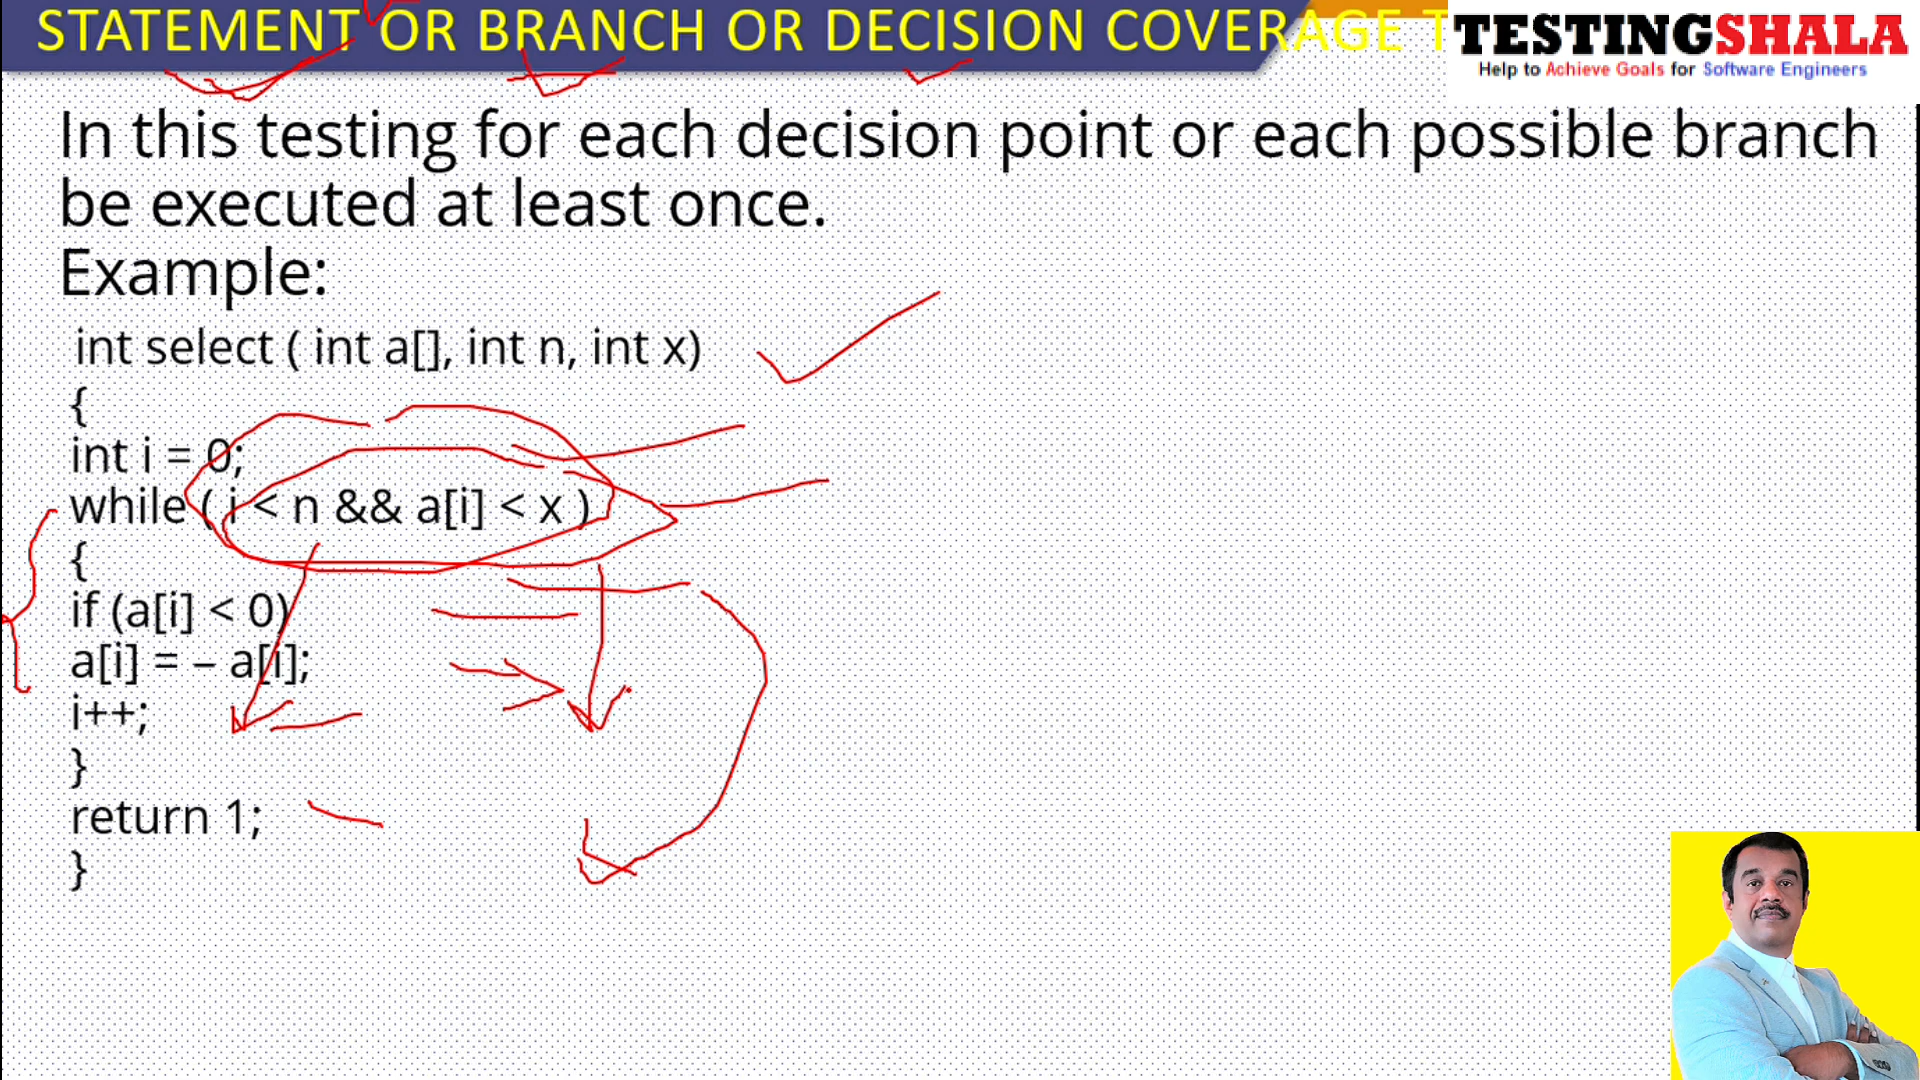 STATEMENT OR BRANCH OR DECISION COVERAGE T
TESTINGSHALA
Help to Achieve Goals for Software Engineers
In this testing for each decision point or each possible branch
be executed at least once.
Example:
int select ( int a[], int n, int x)
{
int i = 0;
while ( i < n && a[i] < x )
{
if (a[i] < 0)
a[i] = – a[i];
i++;
}
return 1;
}